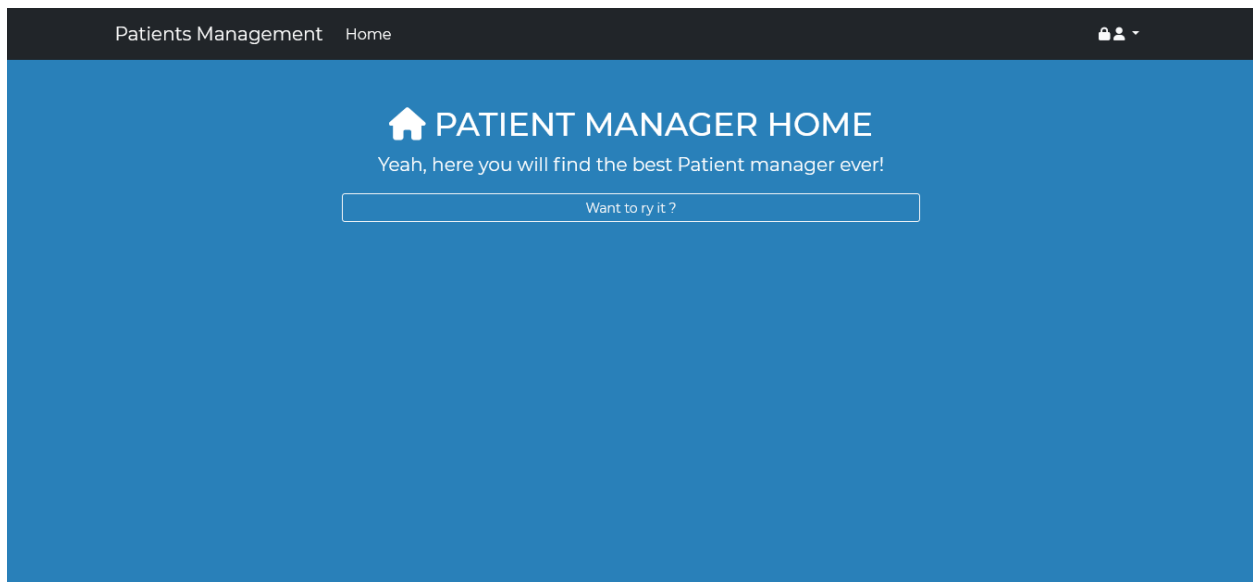 Patients Management Home
PATIENT MANAGER HOME
Yeah, here you will find the best Patient manager ever!
Want to ry it ?